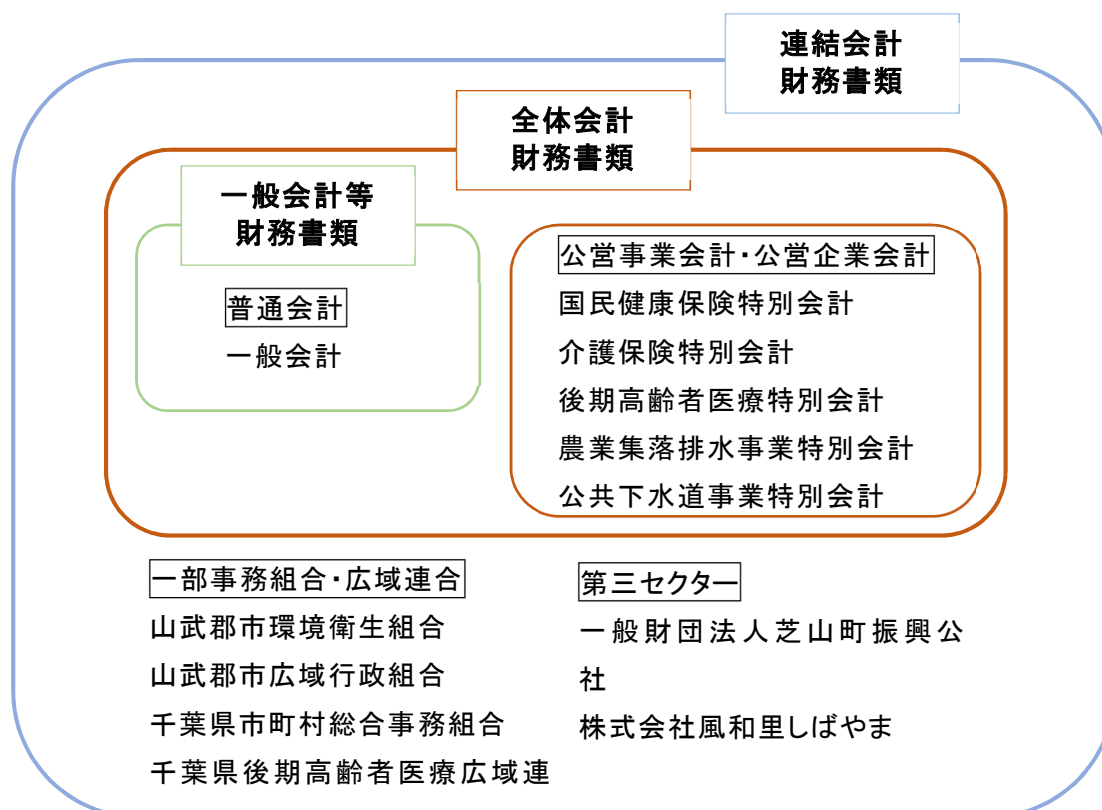 連結会計
財務書類
全体会計
財務書類
一般会計等
財務書類
普通会計
一般会計
公営事業会計・公営企業会計
国民健康保険特別会計
介護保険特別会計
後期高齢者医療特別会計
農業集落排水事業特別会計
公共下水道事業特別会計
一部事務組合・広域連合
山武郡市環境衛生組合
山武郡市広域行政組合
千葉県市町村総合事務組合
千葉県後期高齢者医療広域連
第三セクター
一般財団法人芝山町振興公
社
株式会社風和里しばやま